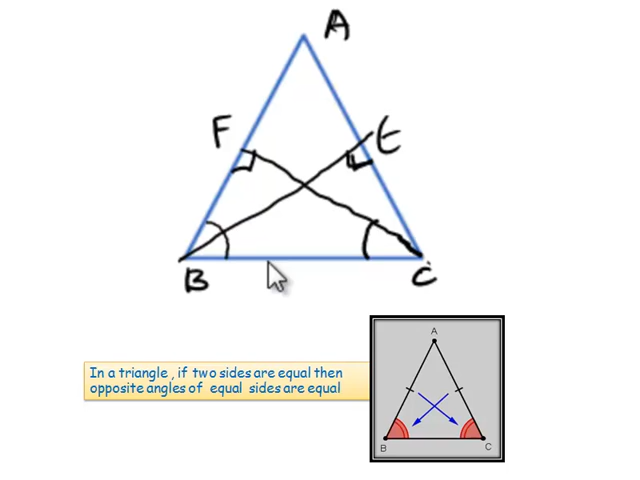 A
F
E
B
C
In a triangle , if two sides are equal then
opposite angles of equal sides are equal
A
B
C